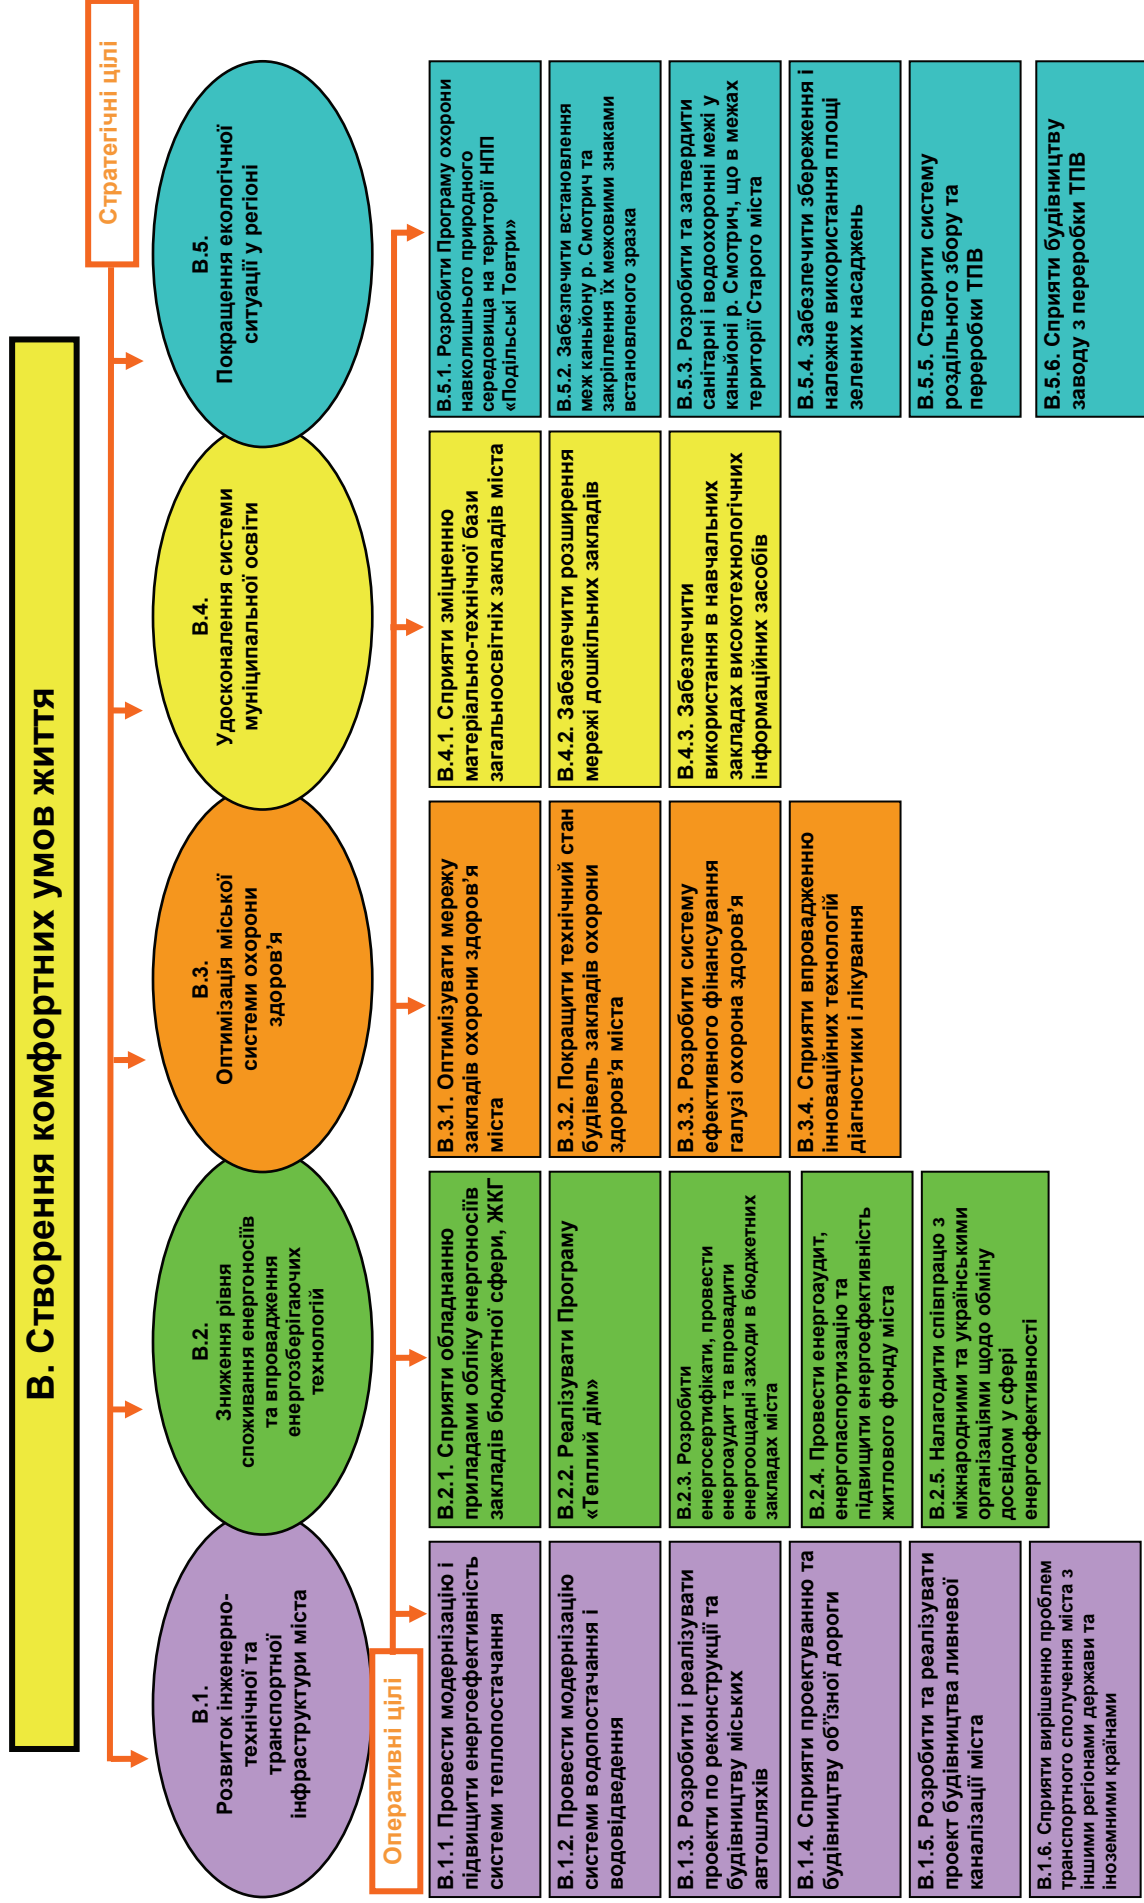 В. Створення комфортних умов життя
Стратегічні цілі
В.1.
Розвиток інженерно-
технічної та
транспортної
інфраструктури міста
В.2.
Зниження рівня
споживання енергоносіїв
та впровадження
енергозберігаючих
технологій
В.3.
Оптимізація міської
системи охорони
здоров’я
В.4.
Удосконалення системи
муніципальної освіти
В.5.
Покращення екологічної
ситуації у регіоні
Оперативні цілі
В.1.1. Провести модернізацію і
підвищити енергоефективність
системи теплопостачання
В.1.2. Провести модернізацію
системи водопостачання і
водовідведення
В.1.3. Розробити і реалізувати
проекти по реконструкції та
будівництву міських
автошляхів
В.1.4. Сприяти проектуванню та
будівництву об’їзної дороги
В.1.5. Розробити та реалізувати
проект будівництва ливневої
каналізації міста
В.1.6. Сприяти вирішенню проблем
транспортного получення міста з
іншими регіонами держави та
іноземними країнами
В.2.1. Сприяти обладнанню
приладами обліку енергоносіїв
закладів бюджетної сфери, ЖКГ
В.2.2. Реалізувати Програму
«Теплий дім»
В.2.3. Розробити
енергосертифікати, провести
енергоаудит та впровадити
енергоощадні заходи в бюджетних
закладах міста
В.2.4. Провести енергоаудит,
енергопаспортизацію та
підвищити енергоефективність
житлового фонду міста
В.2.5. Налагодити співпрацю з
міжнародними та українськими
організаціями щодо обміну
досвідом у сфері
енергоефективності
В.3.1. Оптимізувати мережу
закладів охорони здоров’я
міста
В.3.2. Покращити технічний стан
будівель закладів охорони
здоров’я міста
В.3.3. Розробити систему
ефективного фінансування
галузі охорона здоров’я
В.3.4. Сприяти впровадженню
інноваційних технологій
діагностики і лікування
В.4.1. Сприяти зміцненню
матеріально-технічної бази
загальноосвітніх закладів міста
В.4.2. Забезпечити розширення
мережі дошкільних закладів
В.4.3. Забезпечити
використання в навчальних
закладах високотехнологічних
інформаційних засобів
В.5.1. Розробити Програму охорони
навколишнього природного
середовища на території НПП
«Подільські Товтри»
В.5.2. Забезпечити встановлення
меж каньйону р. Смотрич та
закріплення їх межовими знаками
встановленого зразка
В.5.3. Розробити та затвердити
санітарні і водоохоронні межі у
каньйоні р. Смотрич, що в межах
території Старого міста
В.5.4. Забезпечити збереження і
належне використання площі
зелених насаджень
В.5.5. Створити систему
роздільного збору та
переробки ТПВ
В.5.6. Сприяти будівництву
заводу з переробки ТПВ